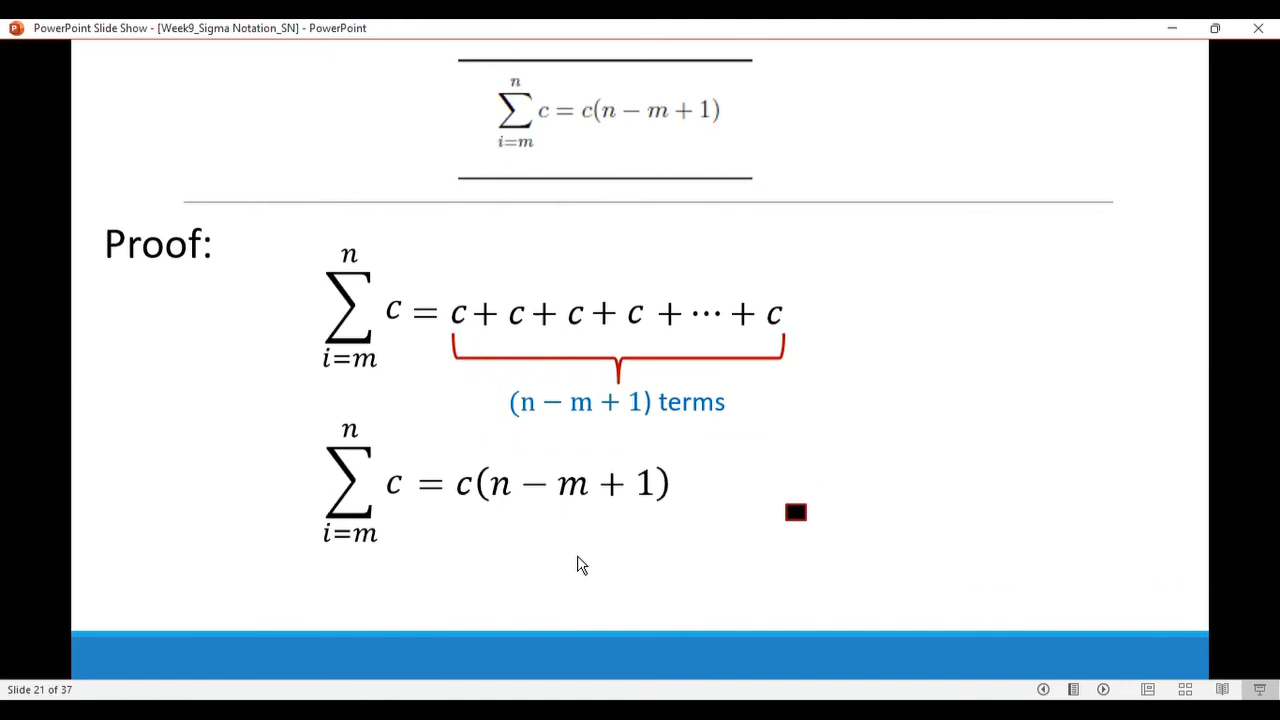 PowerPoint Slide Show - [Week9_Sigma Notation_SN] - PowerPoint
n
∑ c = c(n − m + 1)
i=m
Proof:
n
∑ c = c + c + c + c + ⋯ + c
i=m
(n − m + 1) terms
n
∑ c = c(n − m + 1)
i=m
Slide 21 of 37